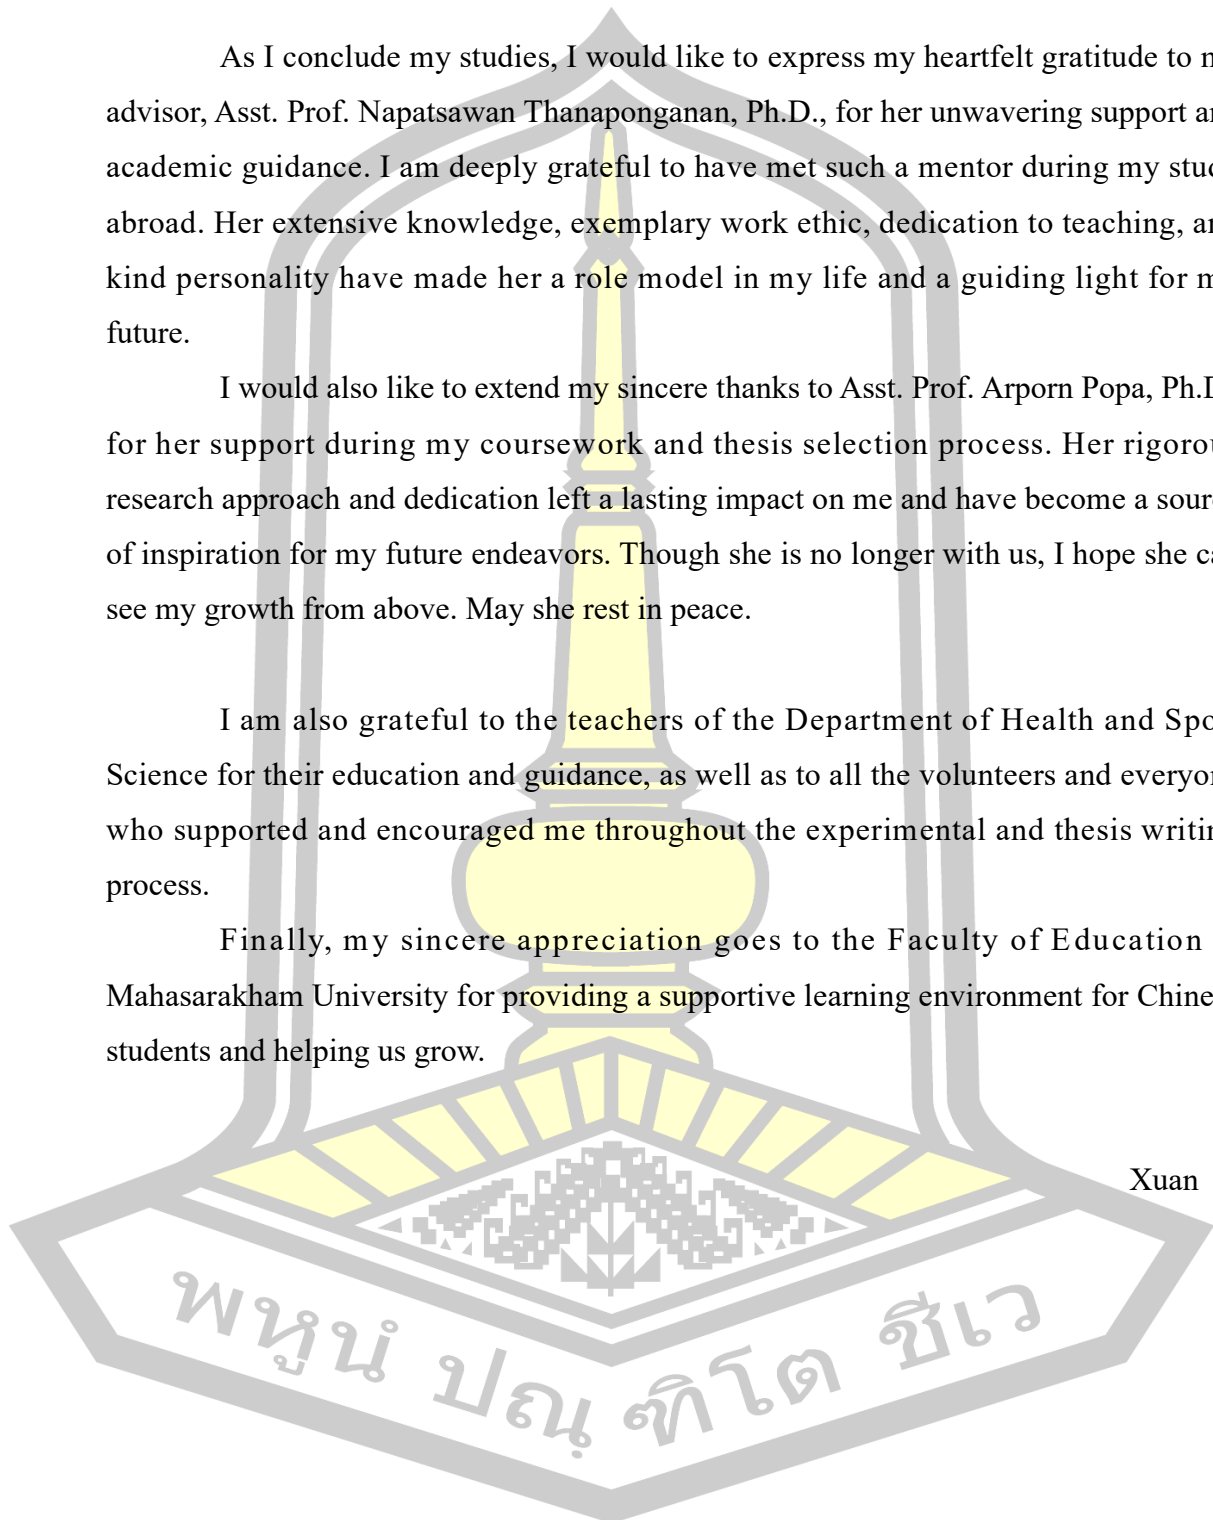 As I conclude my studies, I would like to express my heartfelt gratitude to
advisor, Asst. Prof. Napatsawan Thanaponganan, Ph.D., for her unwavering support
academic guidance. I am deeply grateful to have met such a mentor during my
abroad. Her extensive knowledge, exemplary work ethic, dedication to teaching,
kind personality have made her a role model in my life and a guiding light for
future.
I would also like to extend my sincere thanks to Asst. Prof. Arporn Popa,
for her support during my coursework and thesis selection process. Her
research approach and dedication left a lasting impact on me and have become a
of inspiration for my future endeavors. Though she is no longer with us, I hope she
see my growth from above. May she rest in peace.
I am also grateful to the teachers of the Department of Health and
Science for their education and guidance, as well as to all the volunteers and
who supported and encouraged me throughout the experimental and thesis
process.
Finally, my sincere appreciation goes to the Faculty of Education
Mahasarakham University for providing a supportive learning environment for
students and helping us grow.
Xuan
พหูนํ ปณฺฑิโต ชีเว